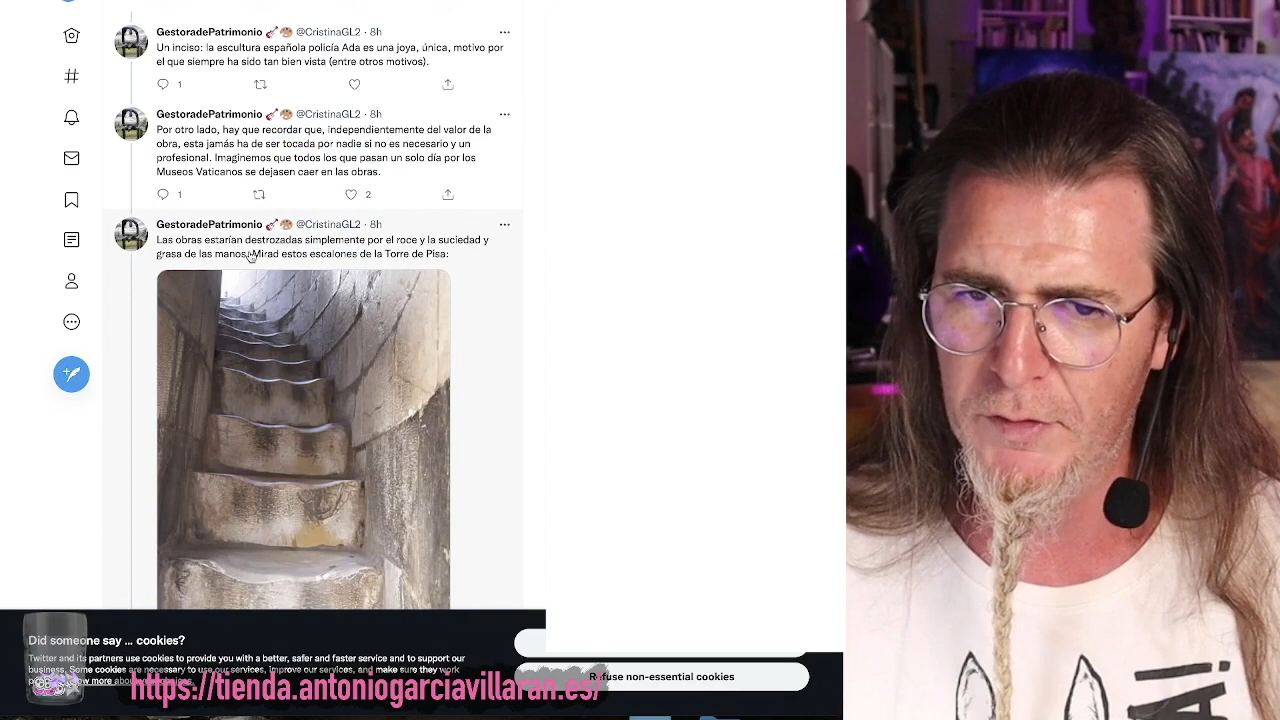 GestoradePatrimonio 🎸🎨 @CristinaGL2 · 8h
Un inciso: la escultura española policía Ada es una joya, única, motivo por
el que siempre ha sido tan bien vista (entre otros motivos).
1
GestoradePatrimonio 🎸🎨 @CristinaGL2 · 8h
Por otro lado, hay que recordar que, independientemente del valor de la
obra, esta jamás ha de ser tocada por nadie si no es necesario y un
profesional. Imaginemos que todos los que pasan un solo día por los
Museos Vaticanos se dejasen caer en las obras.
1 2
GestoradePatrimonio 🎸🎨 @CristinaGL2 · 8h
Las obras estarían destrozadas simplemente por el roce y la suciedad y
grasa de las manos. Mirad estos escalones de la Torre de Pisa:
Did someone say … cookies?
Twitter and its partners use cookies to provide you with a better, safer and faster service and to support our
business. Some cookies are necessary to use our services, improve our services, and make sure they work
Refuse non-essential cookies
https://tienda.antoniogarciavillaran.es/